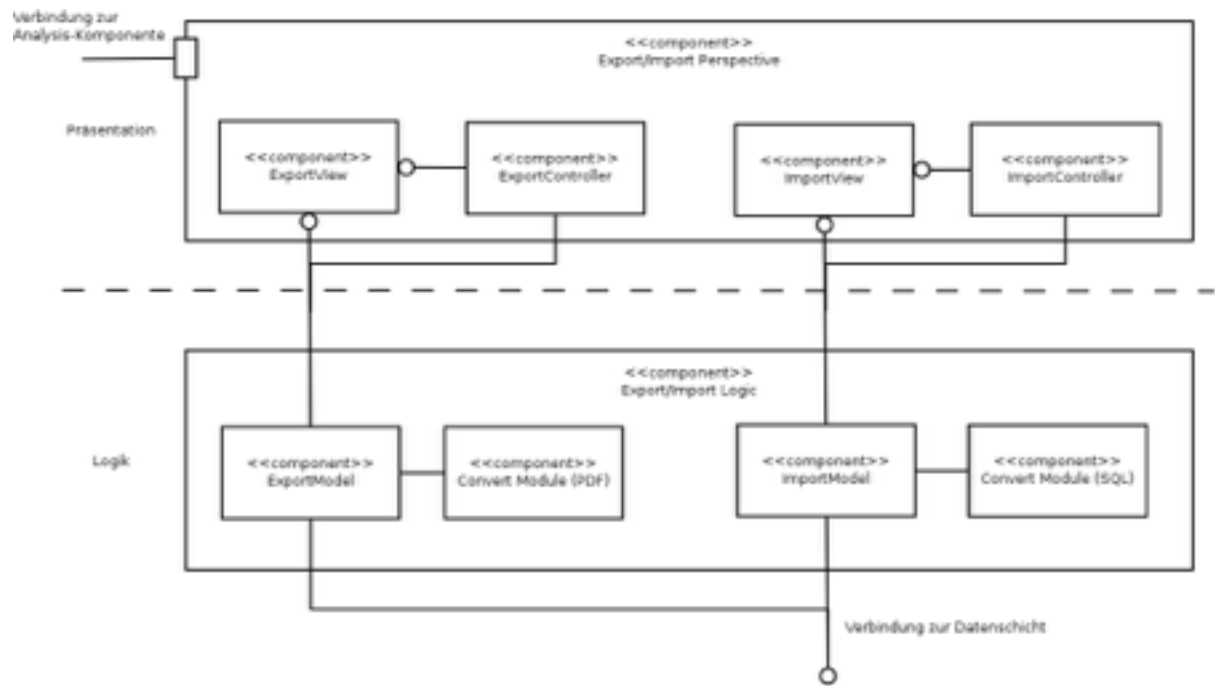 Verbindung zur
Analysis-Komponente
<<component>>
Export/Import Perspective
Präsentation
<<component>>
ExportView
<<component>>
ExportController
<<component>>
ImportView
<<component>>
ImportController
<<component>>
Export/Import Logic
Logik
<<component>>
ExportModel
<<component>>
Convert Module (PDF)
<<component>>
ImportModel
<<component>>
Convert Module (SQL)
Verbindung zur Datenschicht